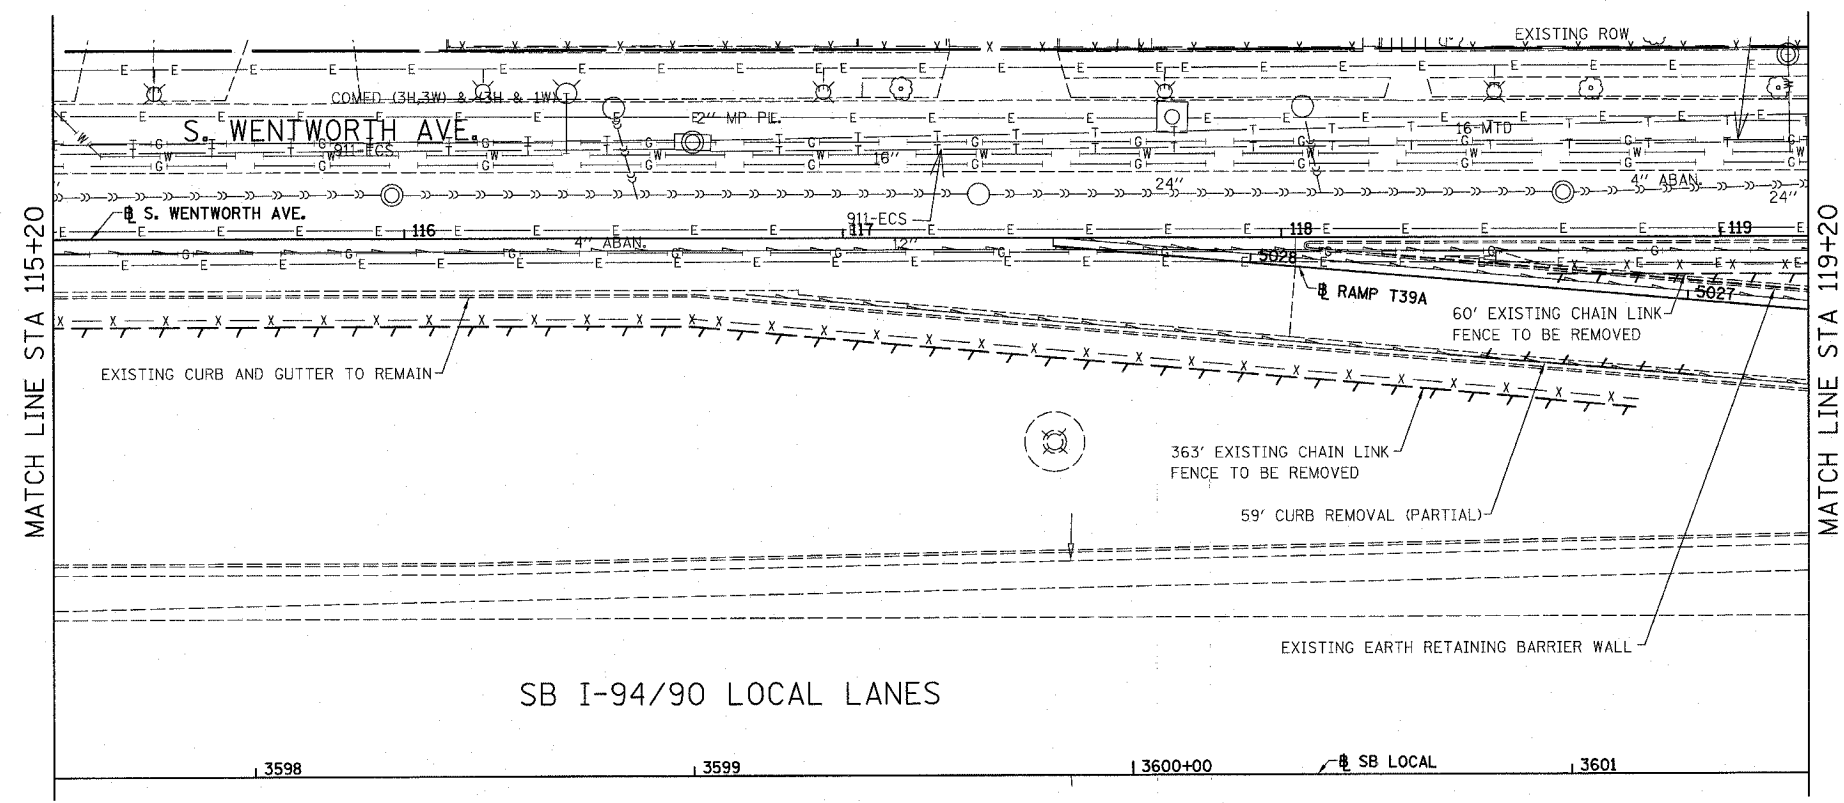 EXISTING ROW
COMED (3H,3W) & (3H & 1W)
S. WENTWORTH AVE.
2" MP PIL.
16-MTD
911-ECS
16"
24"
4" ABAN.
24"
℄ S. WENTWORTH AVE.
911-ECS
116
117
118
119
4" ABAN.
12"
5028
5027
℄ RAMP T39A
60' EXISTING CHAIN LINK
FENCE TO BE REMOVED
EXISTING CURB AND GUTTER TO REMAIN
363' EXISTING CHAIN LINK
FENCE TO BE REMOVED
59' CURB REMOVAL (PARTIAL)
EXISTING EARTH RETAINING BARRIER WALL
MATCH LINE STA 115+20
MATCH LINE STA 119+20
SB I-94/90 LOCAL LANES
3598
3599
3600+00
℄ SB LOCAL
3601